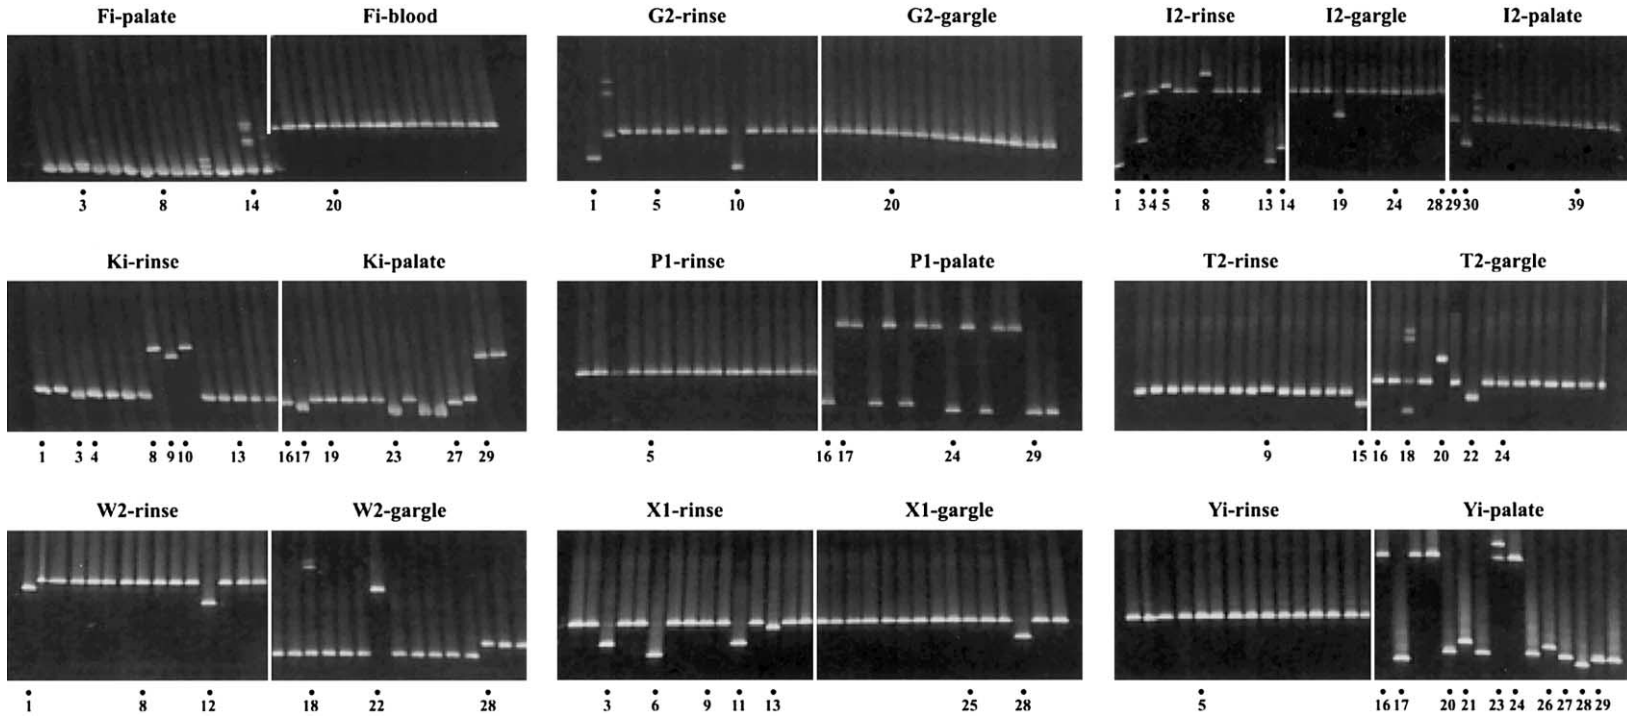 Fi-palate Fi-blood G2-rinse G2-gargle I2-rinse I2-gargle I2-palate
3 8 14 20 1 5 10 20 1 3 4 5 8 13 14 19 24 28 29 30 39
Ki-rinse Ki-palate P1-rinse P1-palate T2-rinse T2-gargle
1 3 4 8 9 10 13 16 17 19 23 27 29 5 16 17 24 29 9 15 16 18 20 22 24
W2-rinse W2-gargle X1-rinse X1-gargle Yi-rinse Yi-palate
1 8 12 18 22 28 3 6 9 11 13 25 28 5 16 17 20 21 23 24 26 27 28 29